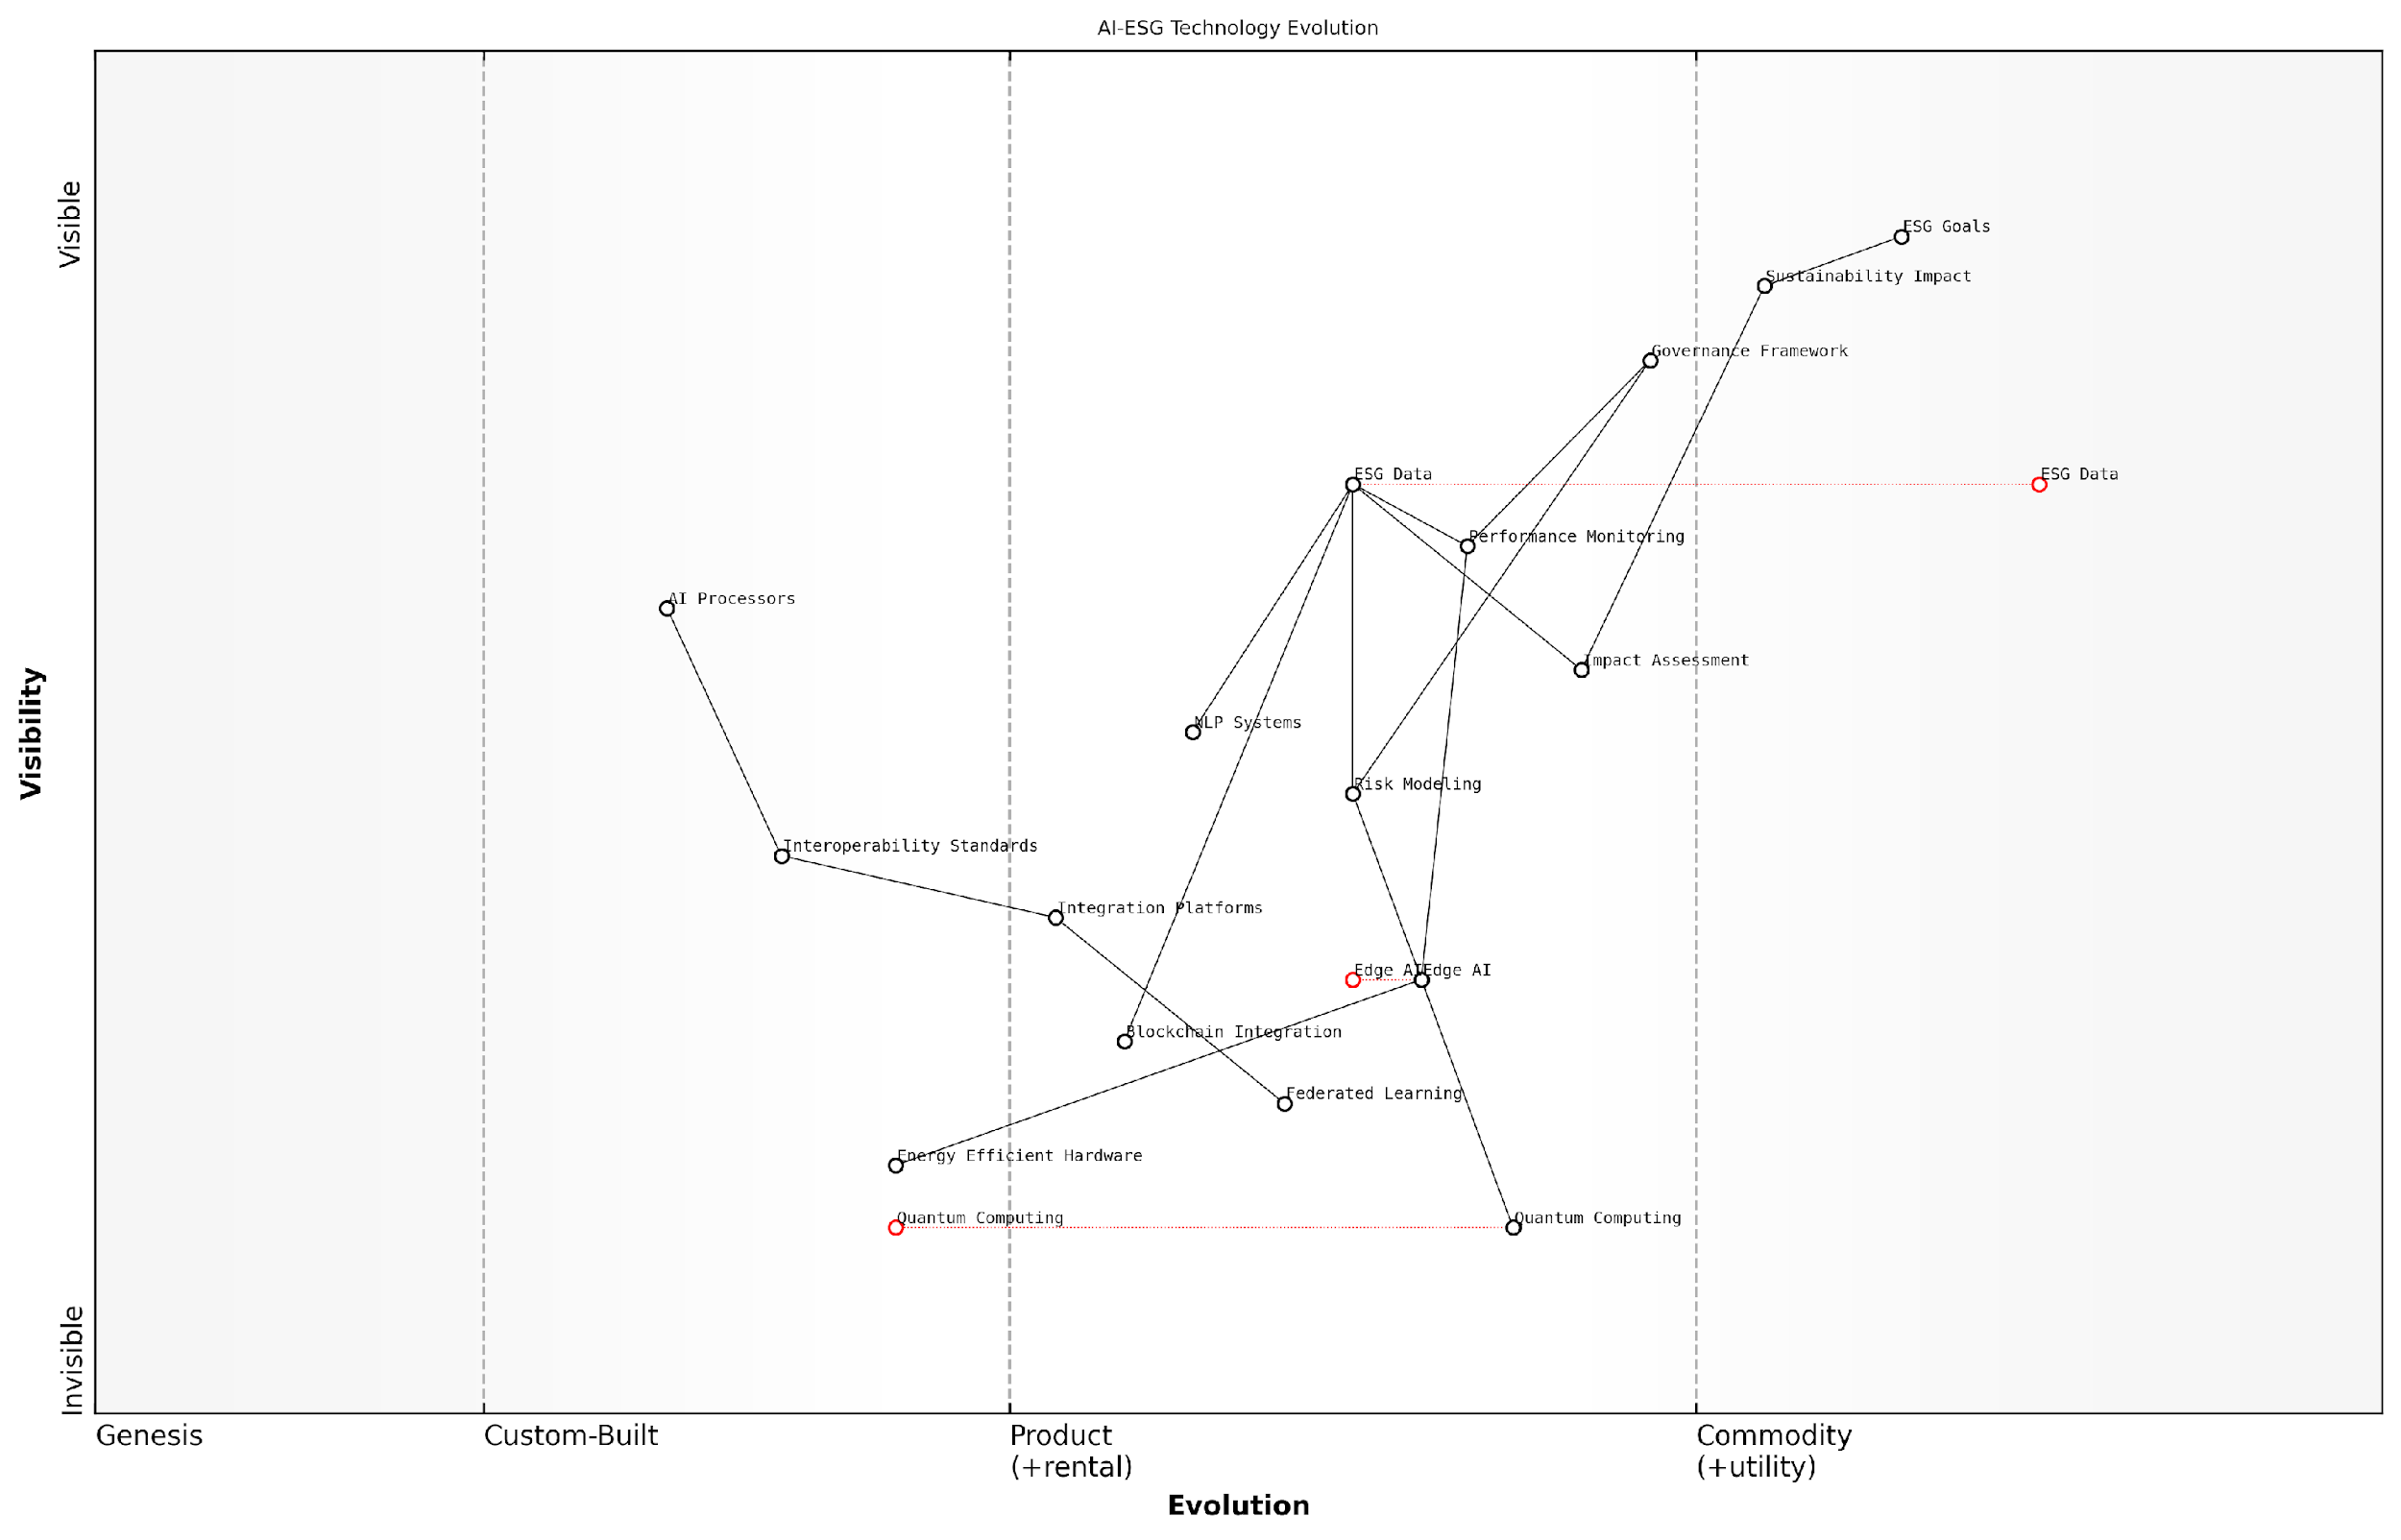 AI-ESG Technology Evolution
Visible
ESG Goals
Sustainability Impact
Governance Framework
ESG Data
ESG Data
Performance Monitoring
AI Processors
Impact Assessment
Visibility
NLP Systems
Risk Modeling
Interoperability Standards
Integration Platforms
Edge AI
Edge AI
Blockchain Integration
Federated Learning
Energy Efficient Hardware
Quantum Computing
Quantum Computing
Invisible
Genesis
Custom-Built
Product
(+rental)
Commodity
(+utility)
Evolution